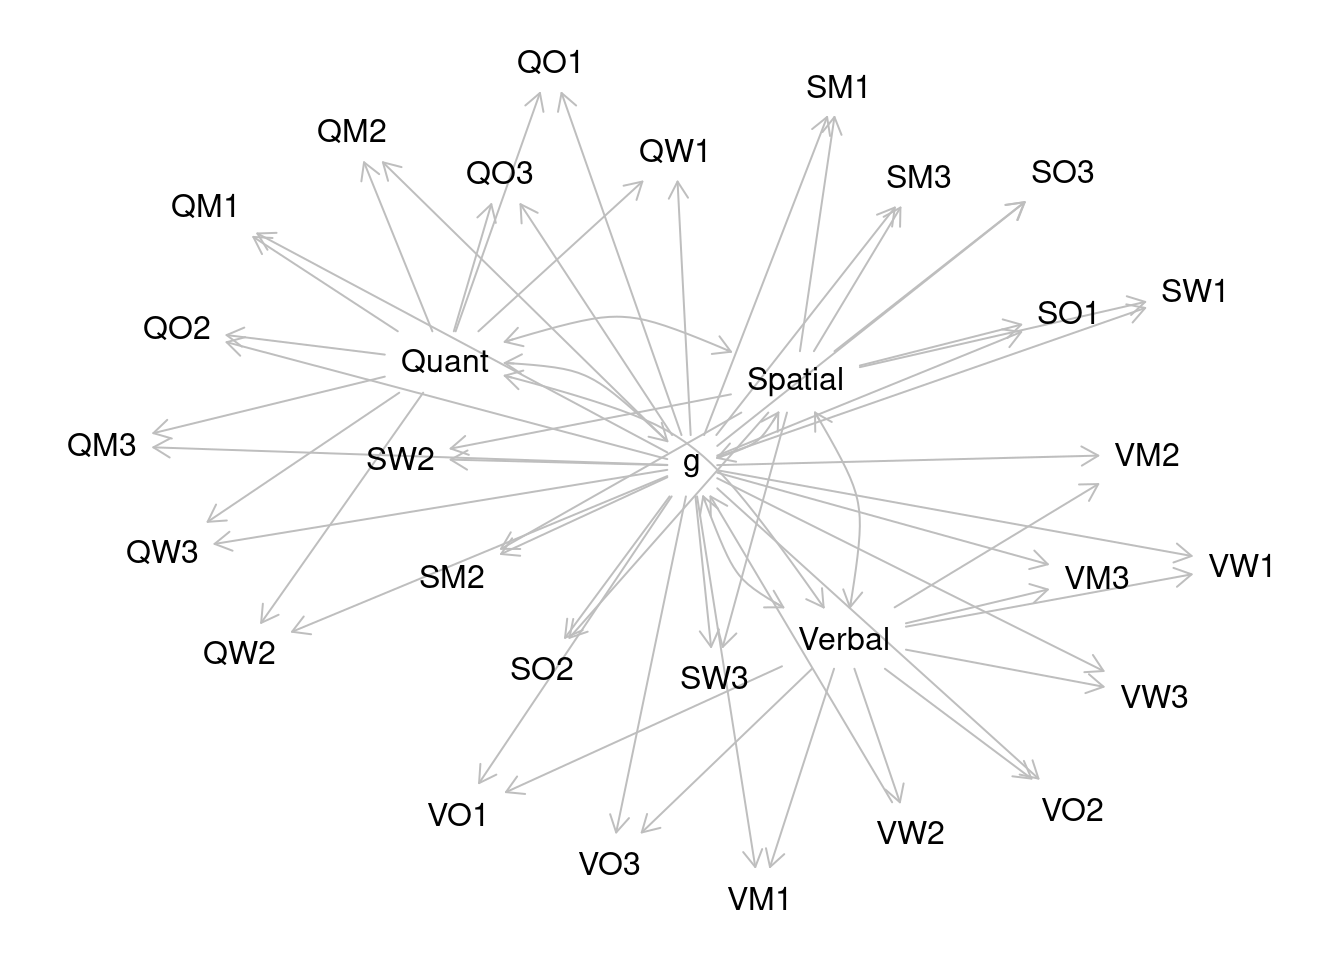 QO1
SM1
QM2
QW1
QO3
SO3
SM3
QM1
SW1
SO1
QO2
Quant
Spatial
QM3
SW2
g
VM2
QW3
SM2
VM3
VW1
QW2
Verbal
SO2
SW3
VW3
VO1
VO2
VW2
VO3
VM1